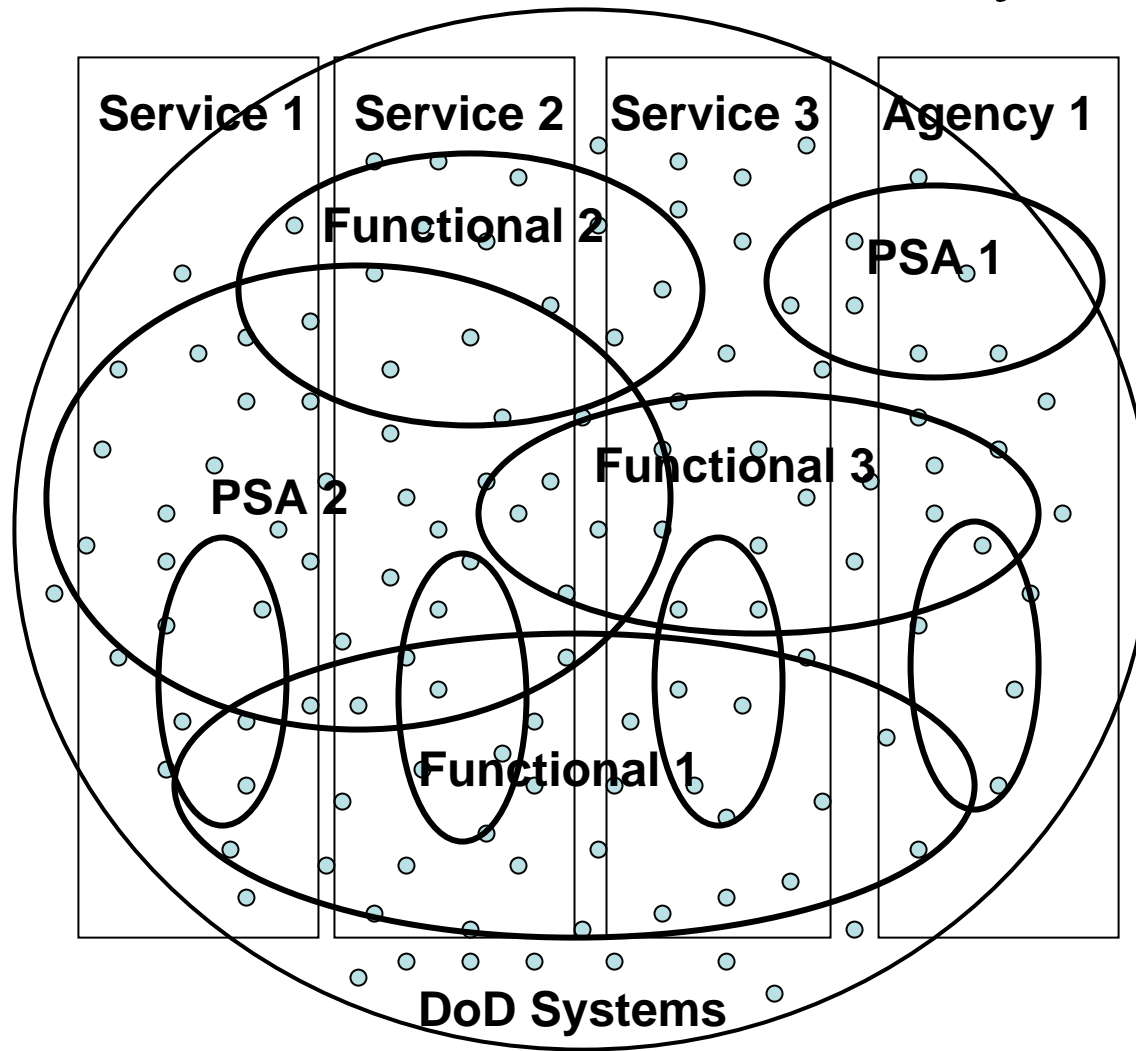 Service 1
Service 2
Service 3
Agency 1
Functional 2
PSA 1
Functional 3
PSA 2
Functional 1
DoD Systems